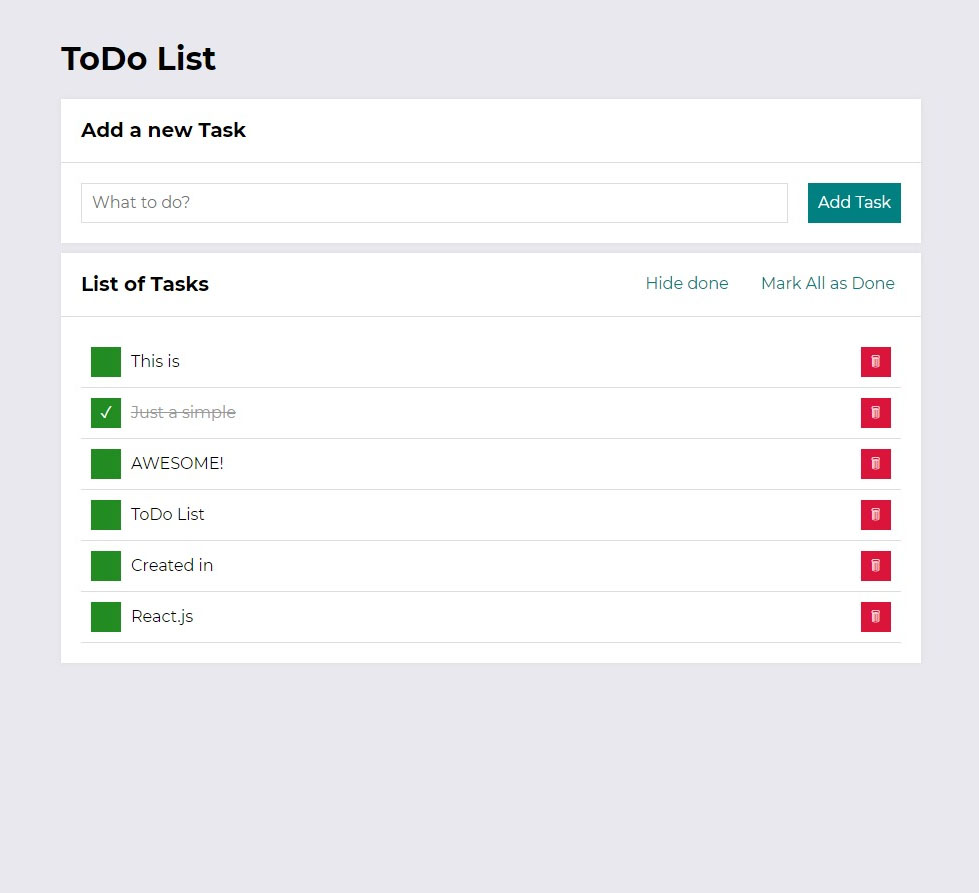 ToDo List
Add a new Task
What to do?
Add Task
List of Tasks
Hide done
Mark All as Done
This is
✓ Just a simple
AWESOME!
ToDo List
Created in
React.js